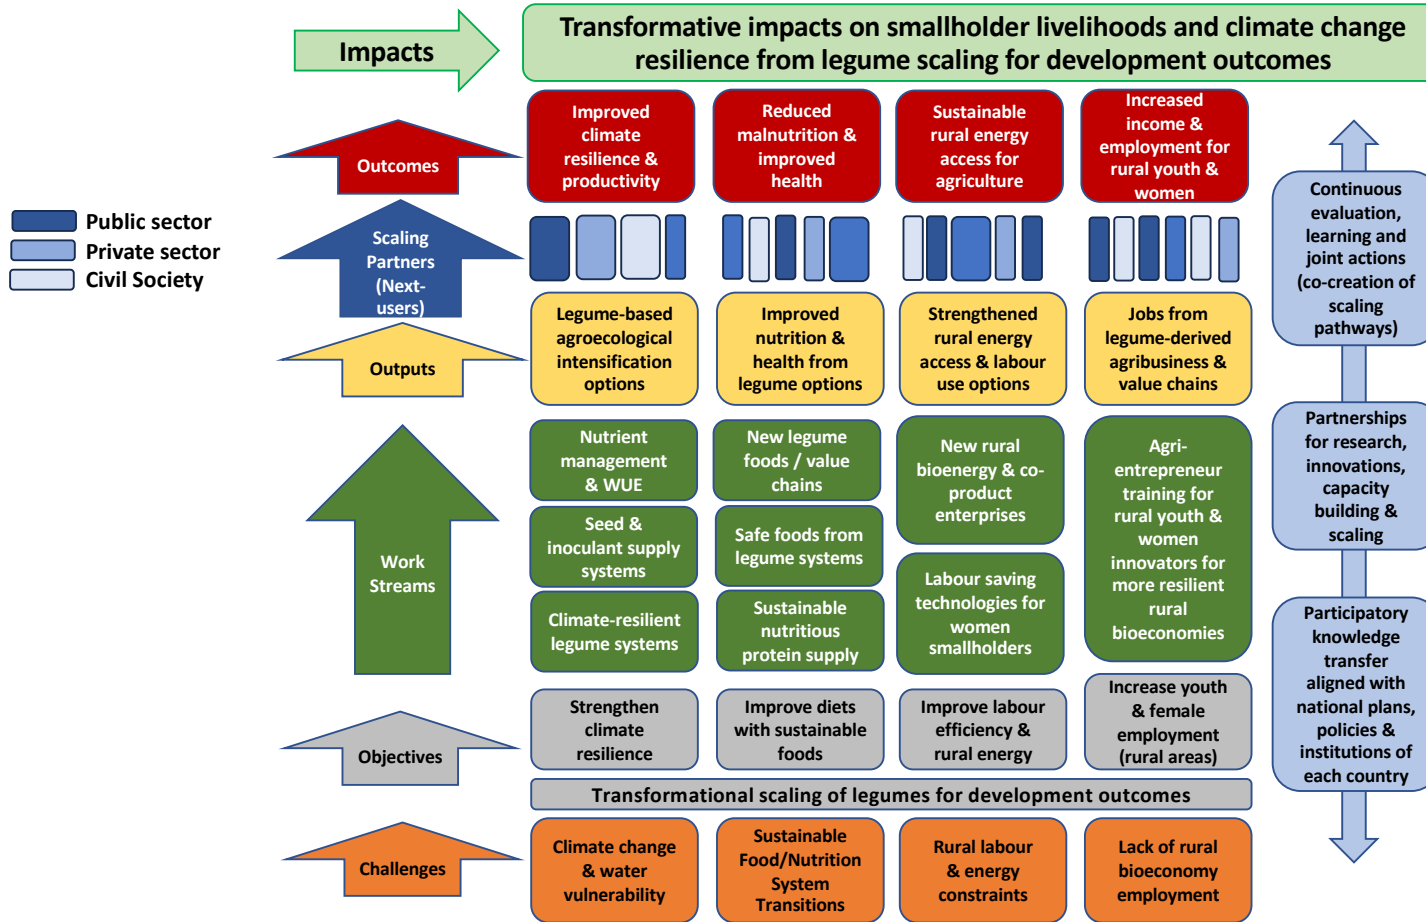 Impacts
Transformative impacts on smallholder livelihoods and climate change
resilience from legume scaling for development outcomes
Outcomes
Improved
climate
resilience &
productivity
Reduced
malnutrition &
improved
health
Sustainable
rural energy
access for
agriculture
Increased
income &
employment for
rural youth &
women
Public sector
Private sector
Civil Society
Scaling
Partners
(Next-
users)
Outputs
Legume-based
agroecological
intensification
options
Improved
nutrition &
health from
legume options
Strengthened
rural energy
access & labour
use options
Jobs from
legume-derived
agribusiness &
value chains
Work
Streams
Nutrient
management
& WUE
Seed &
inoculant supply
systems
Climate-resilient
legume systems
New legume
foods / value
chains
Safe foods from
legume systems
Sustainable
nutritious
protein supply
New rural
bioenergy & co-
product
enterprises
Labour saving
technologies for
women
smallholders
Agri-
entrepreneur
training for
rural youth &
women
innovators for
more resilient
rural
bioeconomies
Objectives
Strengthen
climate
resilience
Improve diets
with sustainable
foods
Improve labour
efficiency &
rural energy
Increase youth
& female
employment
(rural areas)
Transformational scaling of legumes for development outcomes
Challenges
Climate change
& water
vulnerability
Sustainable
Food/Nutrition
System
Transitions
Rural labour
& energy
constraints
Lack of rural
bioeconomy
employment
Continuous
evaluation,
learning and
joint actions
(co-creation of
scaling
pathways)
Partnerships
for research,
innovations,
capacity
building &
scaling
Participatory
knowledge
transfer
aligned with
national plans,
policies &
institutions of
each country